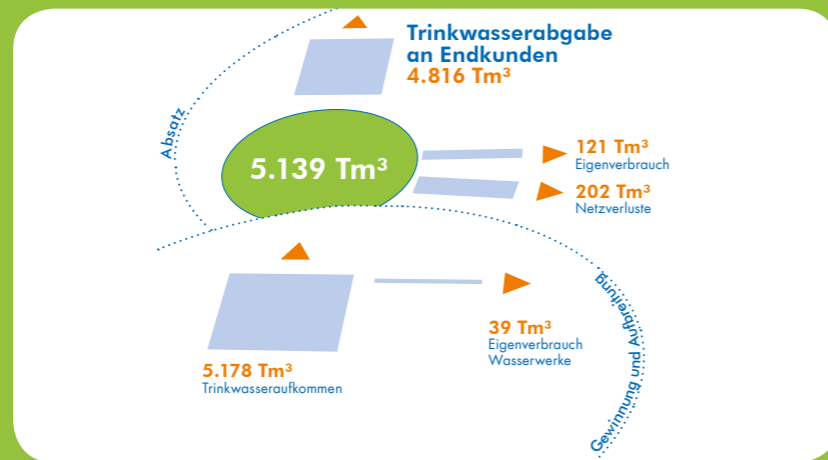 Trinkwasserabgabe
an Endkunden
4.816 Tm³
Absatz
5.139 Tm³
121 Tm³
Eigenverbrauch
202 Tm³
Netzverluste
5.178 Tm³
Trinkwasseraufkommen
39 Tm³
Eigenverbrauch
Wasserwerke
Gewinnung und Aufbreitung